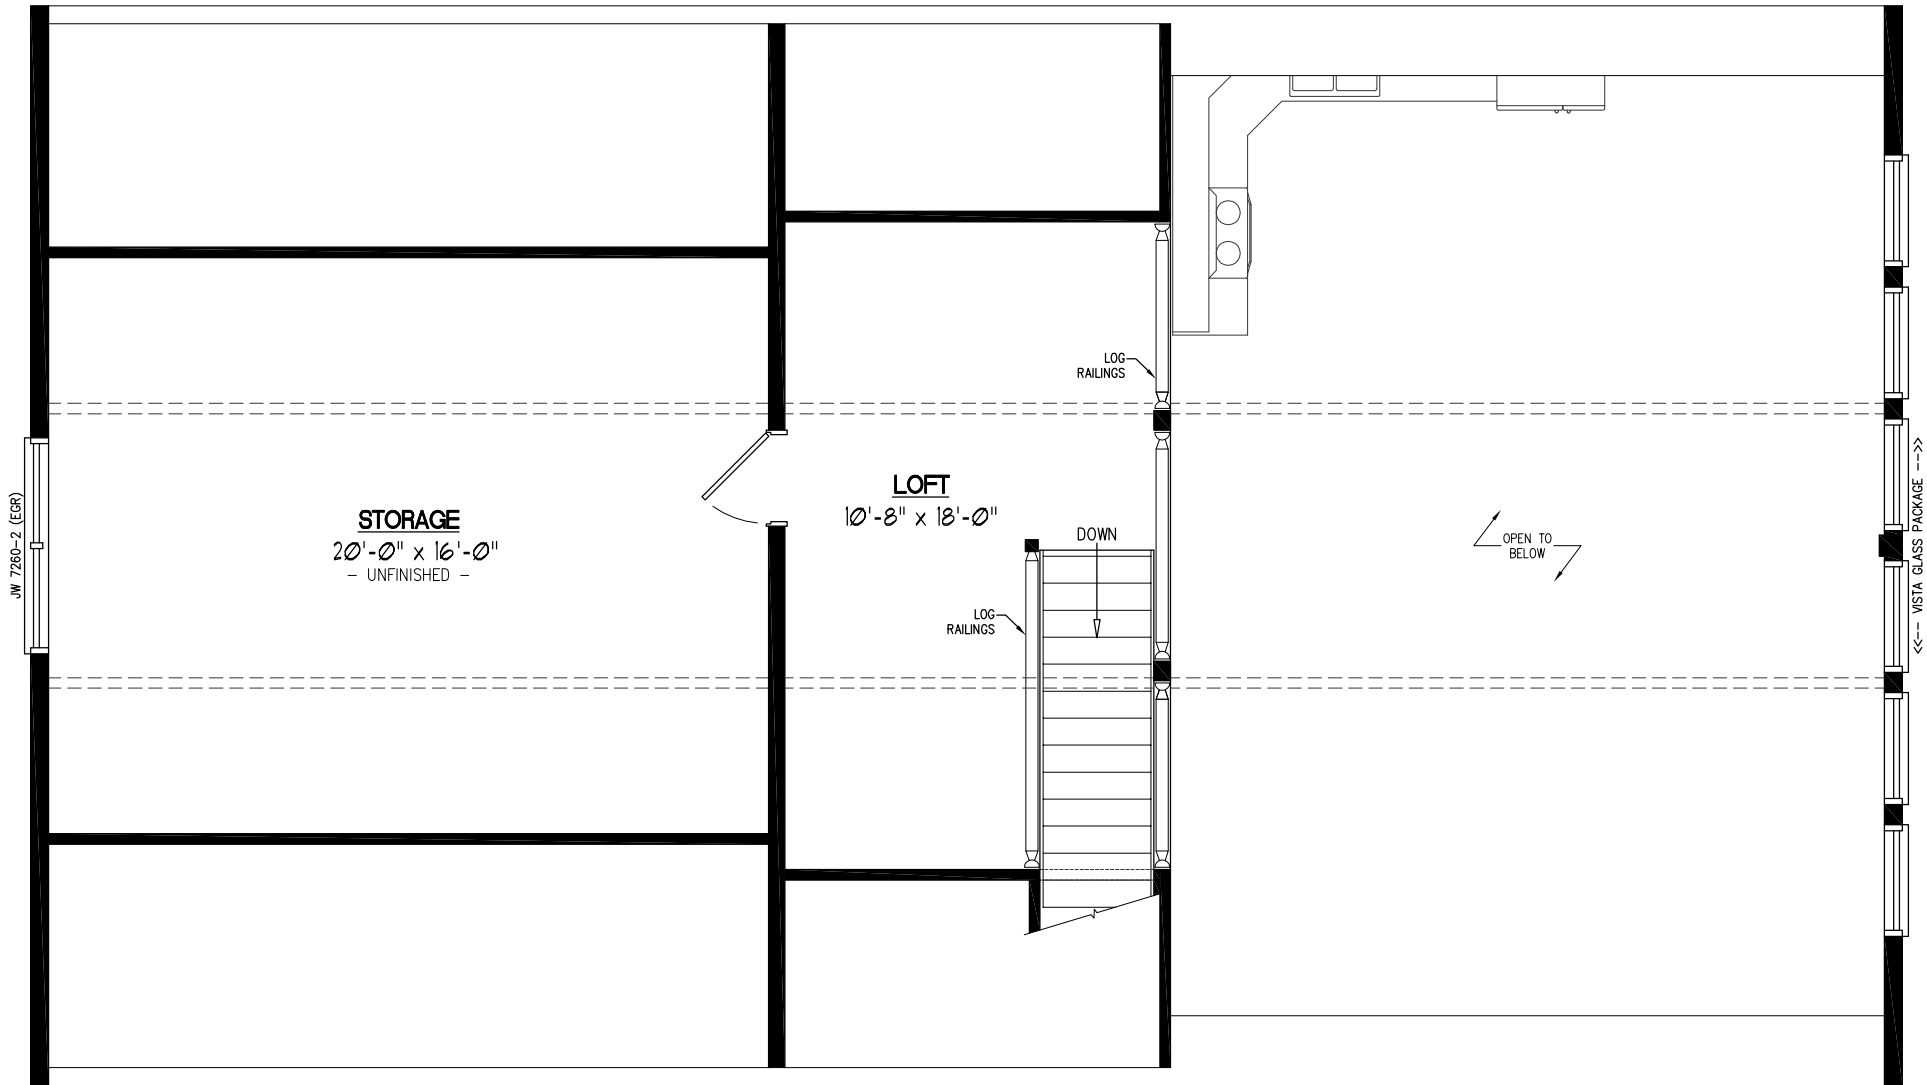 LOG
RAILINGS
LOFT
10'-8" x 18'-0"
STORAGE
20'-0" x 16'-0"
- UNFINISHED -
DOWN
OPEN TO
BELOW
LOG
RAILINGS
JW 7260-2 (EGR)
<<-- VISTA GLASS PACKAGE -->>